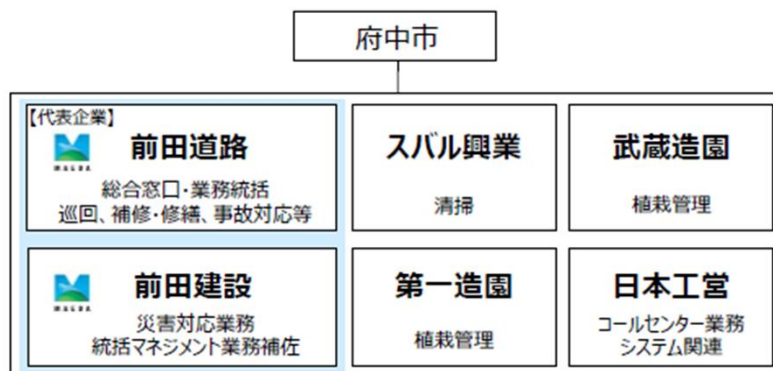 府中市
【代表企業】
前田道路
MAEDA
総合窓口・業務統括
巡回、補修・修繕、事故対応等
スバル興業
清掃
武蔵造園
植栽管理
前田建設
MAEDA
災害対応業務
統括マネジメント業務補佐
第一造園
植栽管理
日本工営
コールセンター業務
システム関連